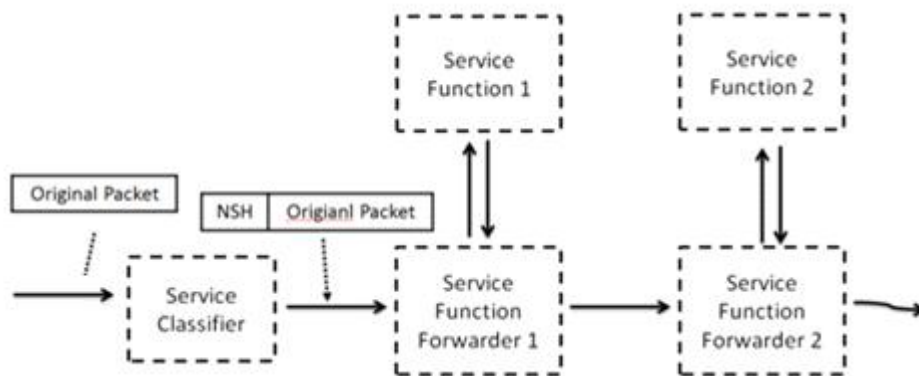 Service
Function 1
Service
Function 2
Original Packet
NSH
Origianl Packet
Service
Classifier
Service
Function
Forwarder 1
Service
Function
Forwarder 2